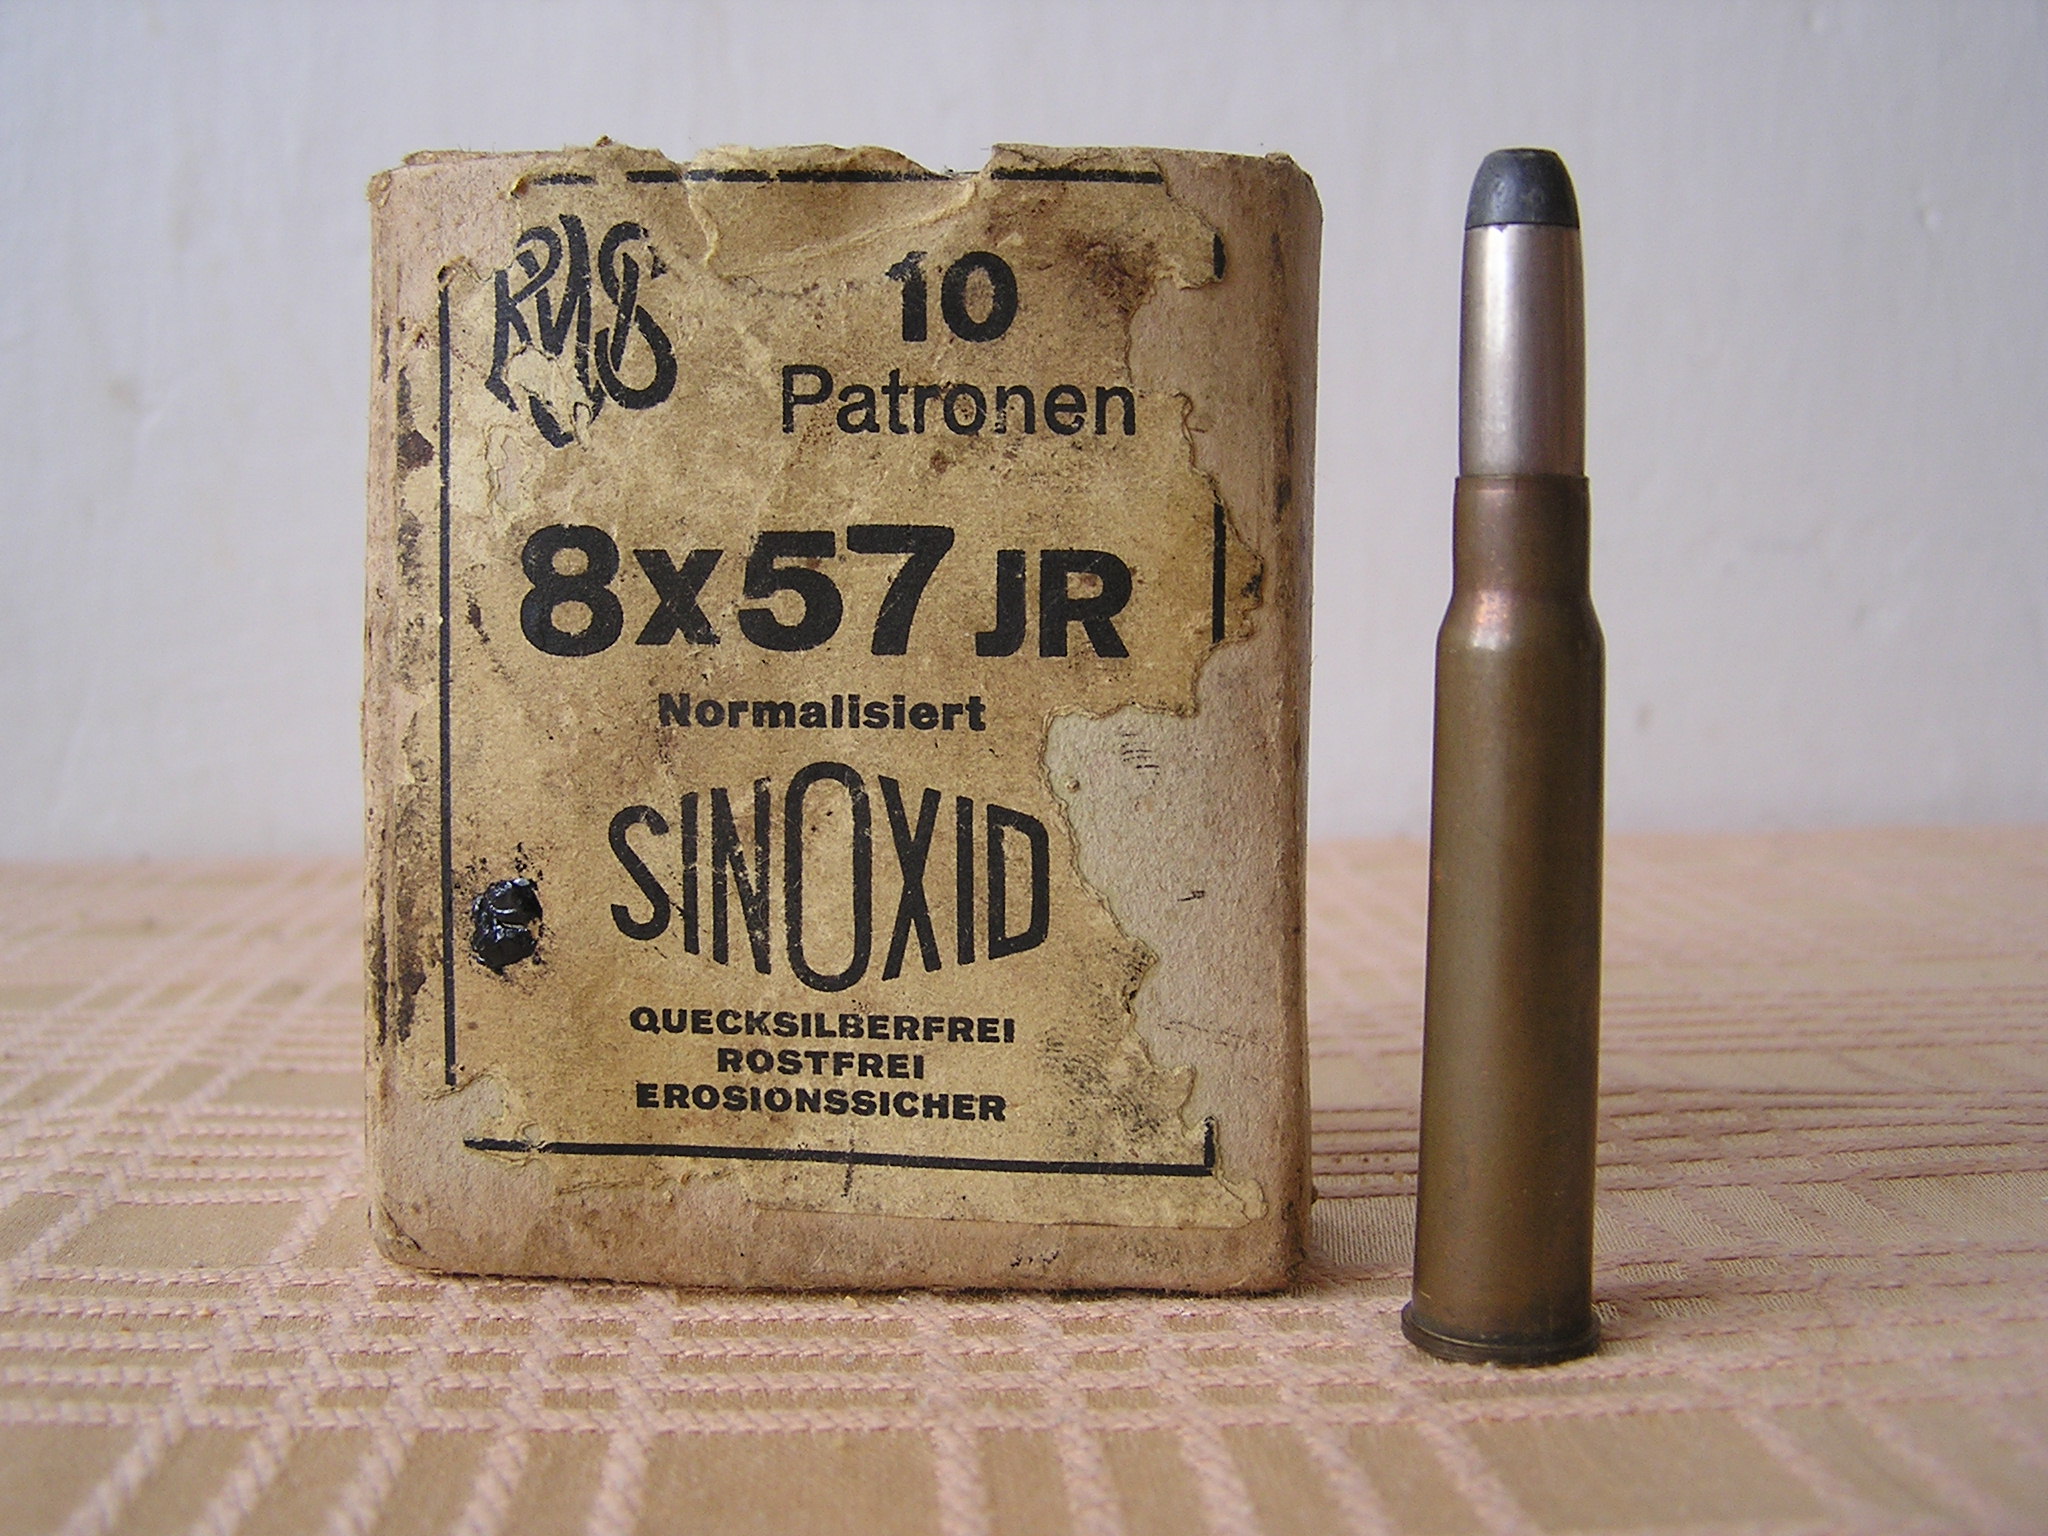 RWS
10
Patronen
8x57 JR
Normalisiert
SINOXID
QUECKSILBERFREI
ROSTFREI
EROSIONSSICHER